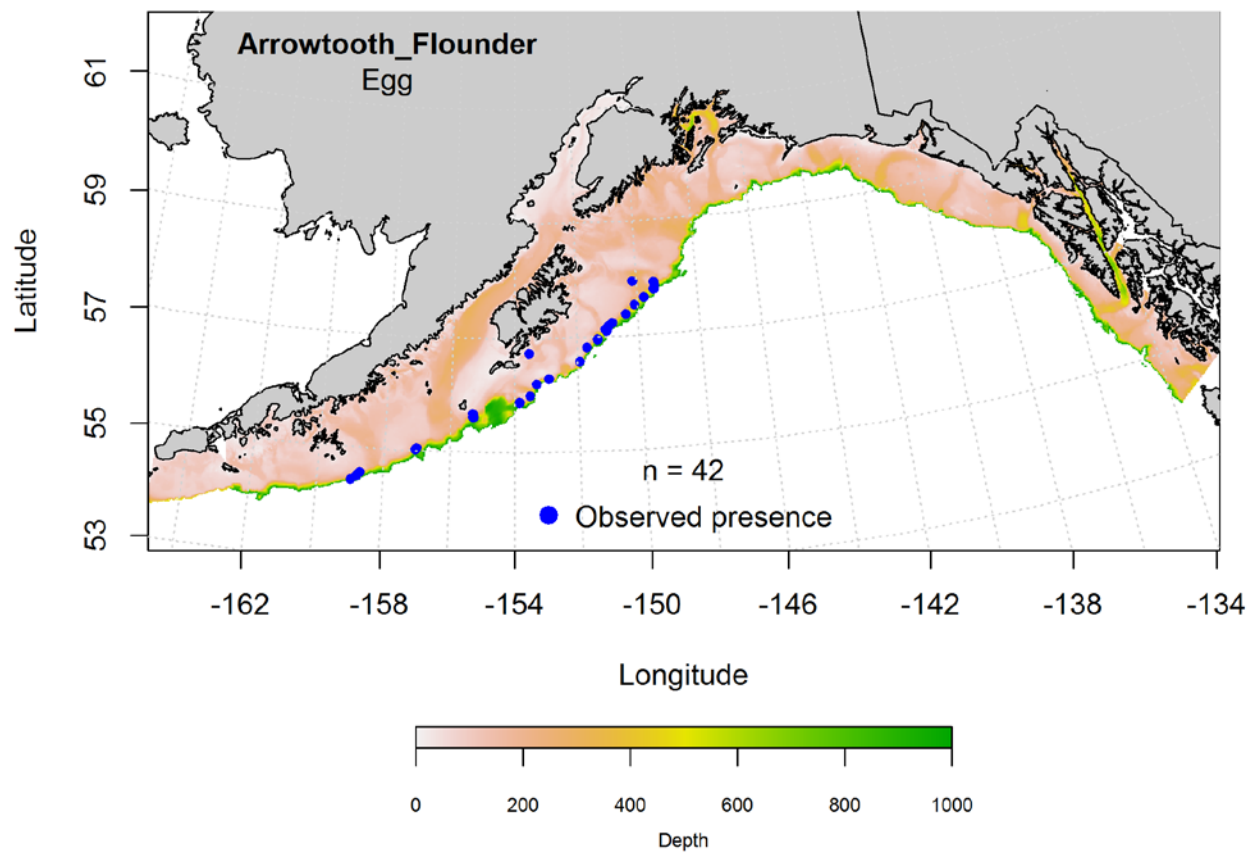 Arrowtooth_Flounder
Egg
61
59
57
55
53
Latitude
n = 42
Observed presence
-162 -158 -154 -150 -146 -142 -138 -134
Longitude
0 200 400 600 800 1000
Depth